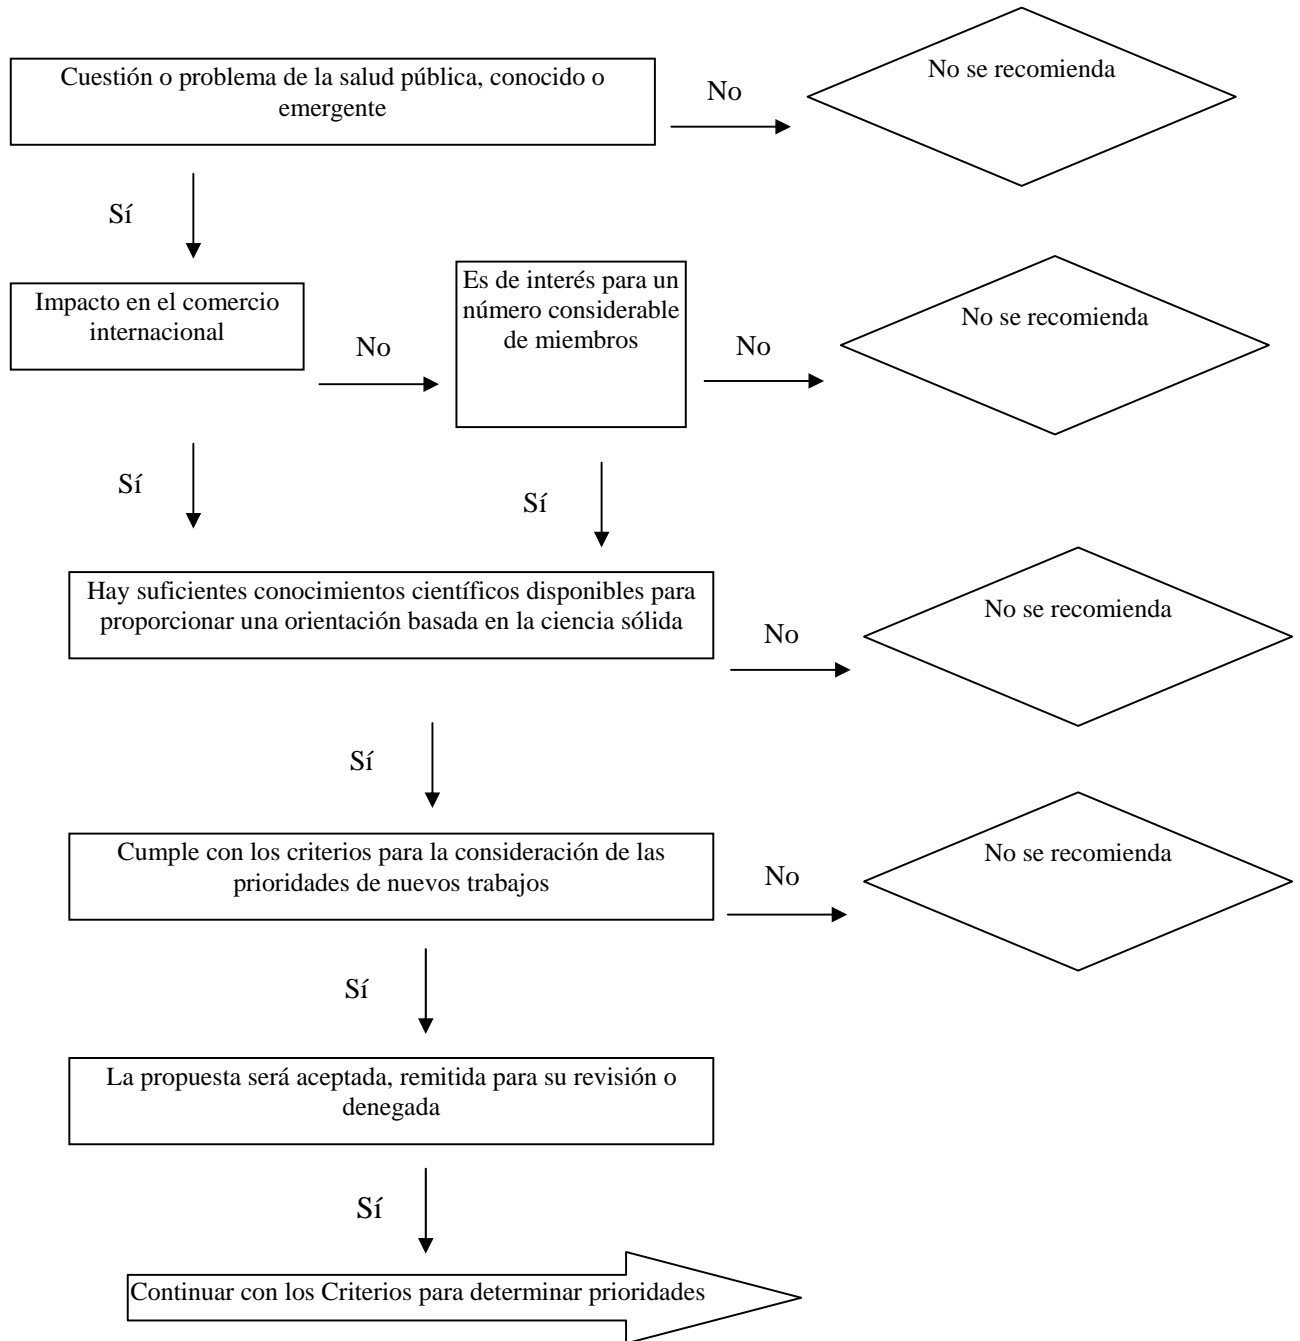 Cuestión o problema de la salud pública, conocido o
emergente
No
No se recomienda
Sí
Impacto en el comercio
internacional
No
Es de interés para un
número considerable
de miembros
No
No se recomienda
Sí
Sí
Hay suficientes conocimientos científicos disponibles para
proporcionar una orientación basada en la ciencia sólida
No
No se recomienda
Sí
Cumple con los criterios para la consideración de las
prioridades de nuevos trabajos
No
No se recomienda
Sí
La propuesta será aceptada, remitida para su revisión o
denegada
Sí
Continuar con los Criterios para determinar prioridades